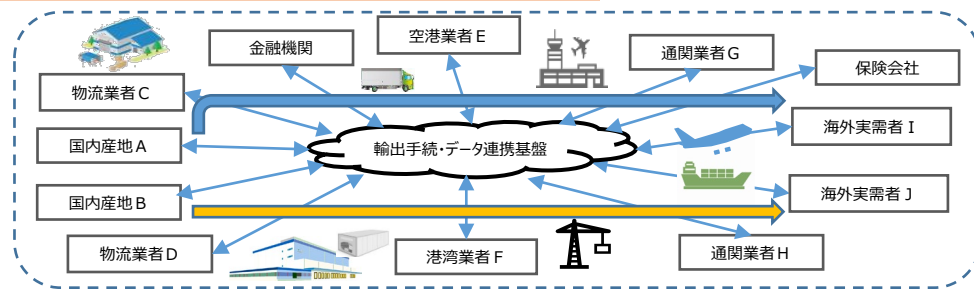 空港業者E
金融機関
通関業者G
保険会社
物流業者C
海外実需者I
国内産地A
輸出手続・データ連携基盤
国内産地B
海外実需者J
物流業者D
港湾業者F
通関業者H